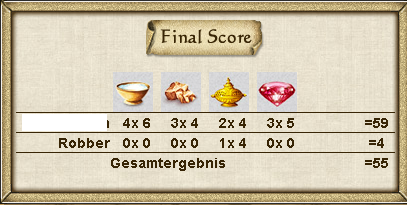 Final Score
4x 6 3x 4 2x 4 3x 5 =59
Robber 0x 0 0x 0 1x 4 0x 0 =4
Gesamtergebnis =55